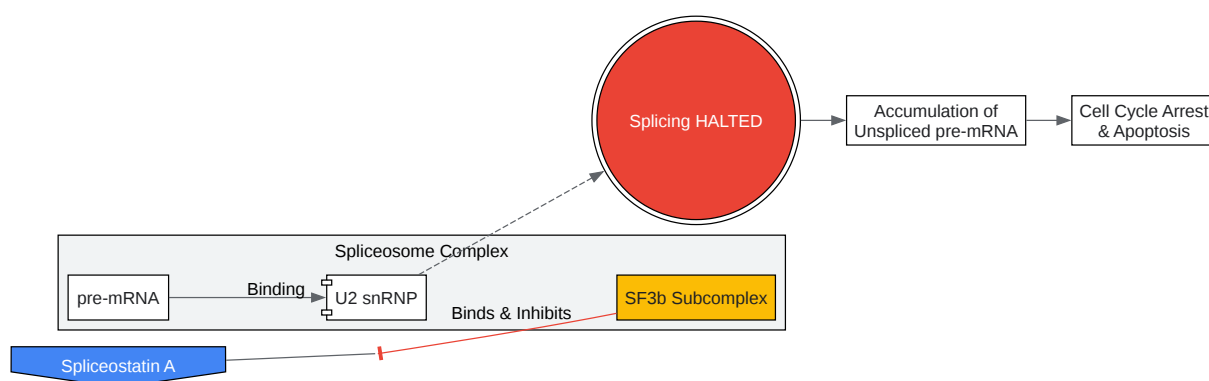 Splicing HALTED
Accumulation of
Unspliced pre-mRNA
Cell Cycle Arrest
& Apoptosis
Spliceosome Complex
pre-mRNA
Binding
U2 snRNP
SF3b Subcomplex
Binds & Inhibits
Spliceostatin A